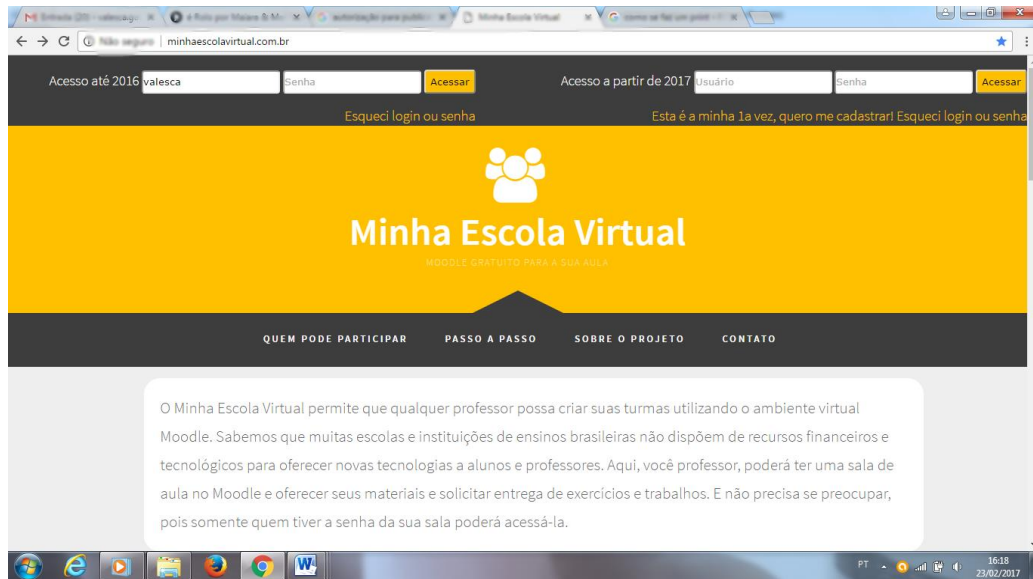 Minha Escola Virtual
minhaescolavirtual.com.br
Acesso até 2016 valesca Senha Acessar Acesso a partir de 2017 Usuário Senha Acessar
Esqueci login ou senha Esta é a minha 1a vez, quero me cadastrar! Esqueci login ou senha
Minha Escola Virtual
MOODLE GRATUITO PARA A SUA AULA
QUEM PODE PARTICIPAR PASSO A PASSO SOBRE O PROJETO CONTATO
O Minha Escola Virtual permite que qualquer professor possa criar suas turmas utilizando o ambiente virtual
Moodle. Sabemos que muitas escolas e instituições de ensinos brasileiras não dispõem de recursos financeiros e
tecnológicos para oferecer novas tecnologias a alunos e professores. Aqui, você professor, poderá ter uma sala de
aula no Moodle e oferecer seus materiais e solicitar entrega de exercícios e trabalhos. E não precisa se preocupar,
pois somente quem tiver a senha da sua sala poderá acessá-la.
PT 16:18
23/02/2017